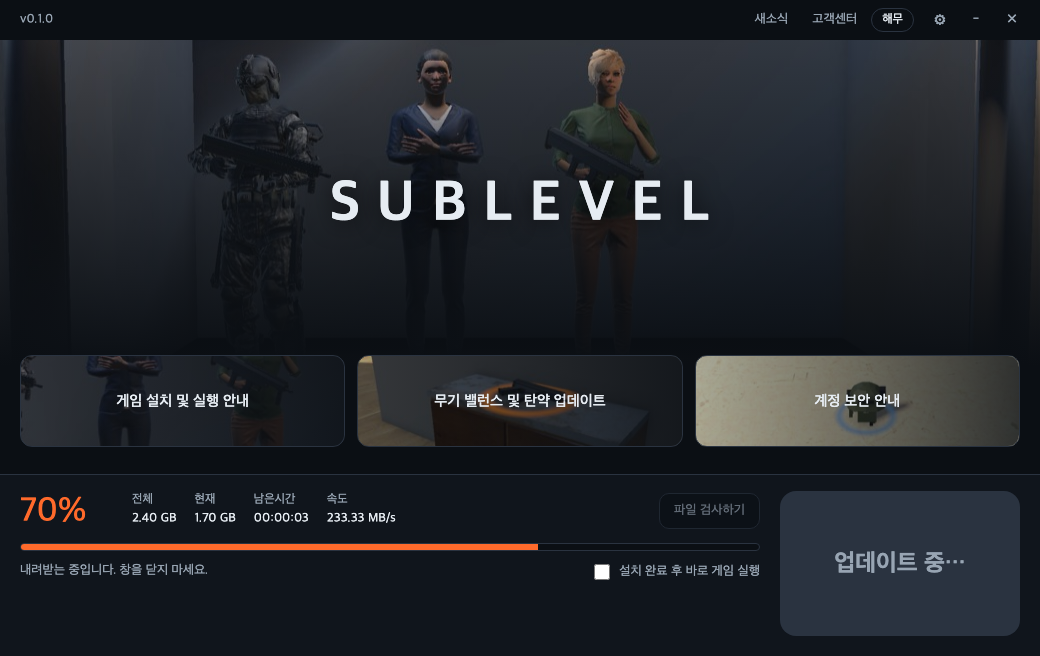 v0.1.0
새소식
고객센터
해무
SUBLEVEL
게임 설치 및 실행 안내
무기 밸런스 및 탄약 업데이트
계정 보안 안내
70%
전체 현재 남은시간 속도
2.40 GB 1.70 GB 00:00:03 233.33 MB/s
파일 검사하기
내려받는 중입니다. 창을 닫지 마세요.
설치 완료 후 바로 게임 실행
업데이트 중…